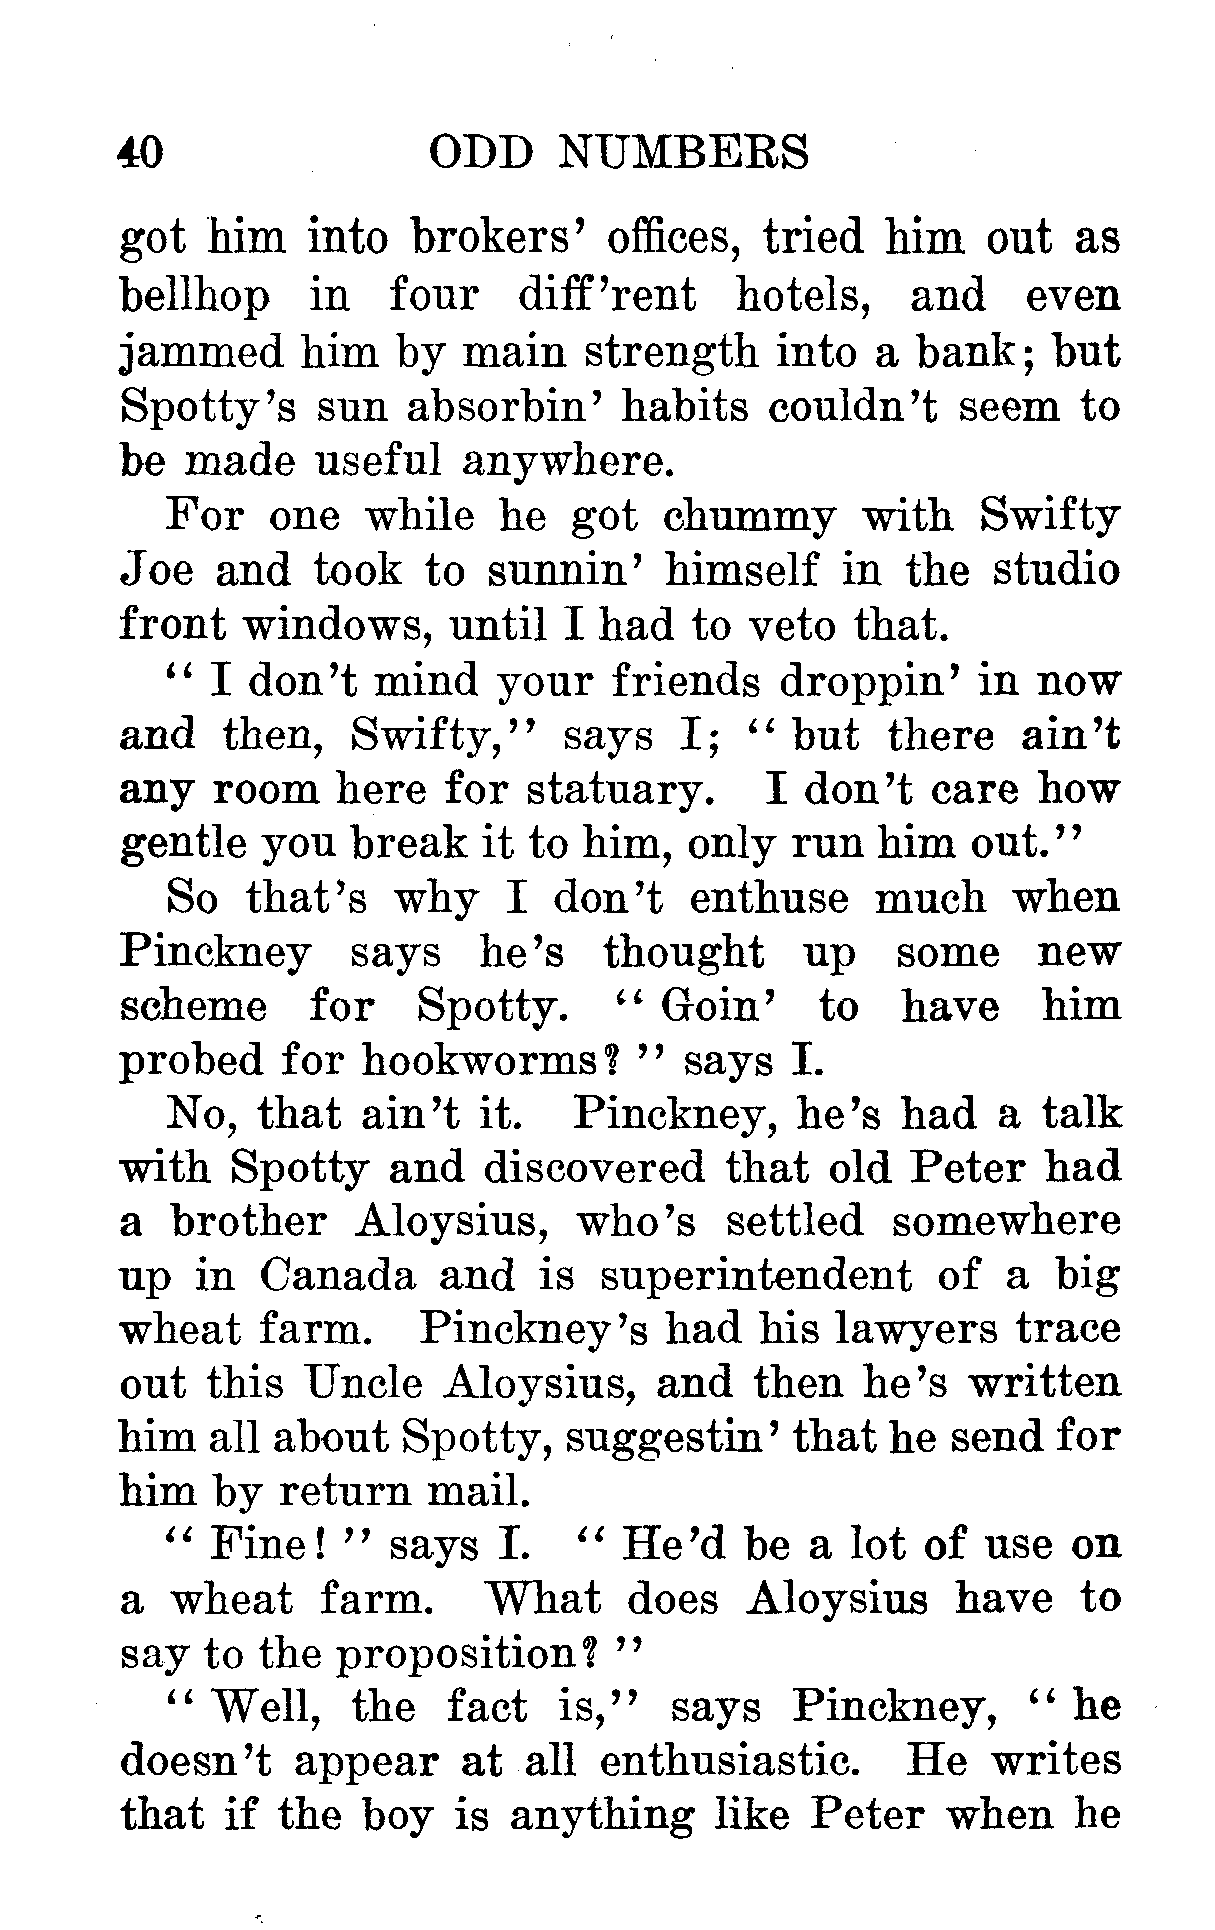 40 ODD NUMBERS
got him into brokers' offices, tried him out as
bellhop in four diff'rent hotels, and even
jammed him by main strength into a bank; but
Spotty's sun absorbin' habits couldn't seem to
be made useful anywhere.
For one while he got chummy with Swifty
Joe and took to sunnin' himself in the studio
front windows, until I had to veto that.
"I don't mind your friends droppin' in now
and then, Swifty," says I; "but there ain't
any room here for statuary. I don't care how
gentle you break it to him, only run him out."
So that's why I don't enthuse much when
Pinckney says he's thought up some new
scheme for Spotty. "Goin' to have him
probed for hookworms?" says I.
No, that ain't it. Pinckney, he's had a talk
with Spotty and discovered that old Peter had
a brother Aloysius, who's settled somewhere
up in Canada and is superintendent of a big
wheat farm. Pinckney's had his lawyers trace
out this Uncle Aloysius, and then he's written
him all about Spotty, suggestin' that he send for
him by return mail.
"Fine!" says I. "He'd be a lot of use on
a wheat farm. What does Aloysius have to
say to the proposition?"
"Well, the fact is," says Pinckney, "he
doesn't appear at all enthusiastic. He writes
that if the boy is anything like Peter when he